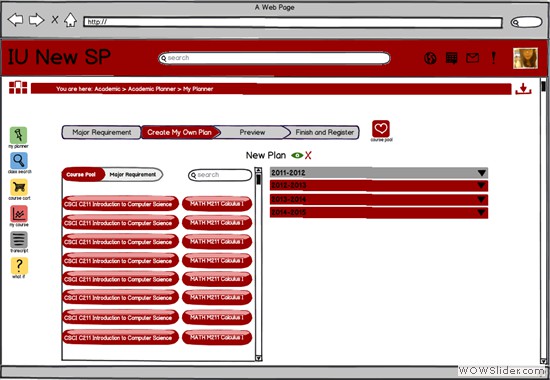 A Web Page
http://
IU New SP
search
You are here: Academic > Academic Planner > My Planner
Major Requirement
Create My Own Plan
Preview
Finish and Register
course pool
my planner
class search
course cart
my course
transcript
what if
New Plan X
Course Pool
Major Requirement
search
CSCI C211 Introduction to Computer Science MATH M211 Calculus I
CSCI C211 Introduction to Computer Science MATH M211 Calculus I
CSCI C211 Introduction to Computer Science MATH M211 Calculus I
CSCI C211 Introduction to Computer Science MATH M211 Calculus I
CSCI C211 Introduction to Computer Science MATH M211 Calculus I
CSCI C211 Introduction to Computer Science MATH M211 Calculus I
CSCI C211 Introduction to Computer Science MATH M211 Calculus I
CSCI C211 Introduction to Computer Science MATH M211 Calculus I
2011-2012
2012-2013
2013-2014
2014-2015
WOWSlider.com